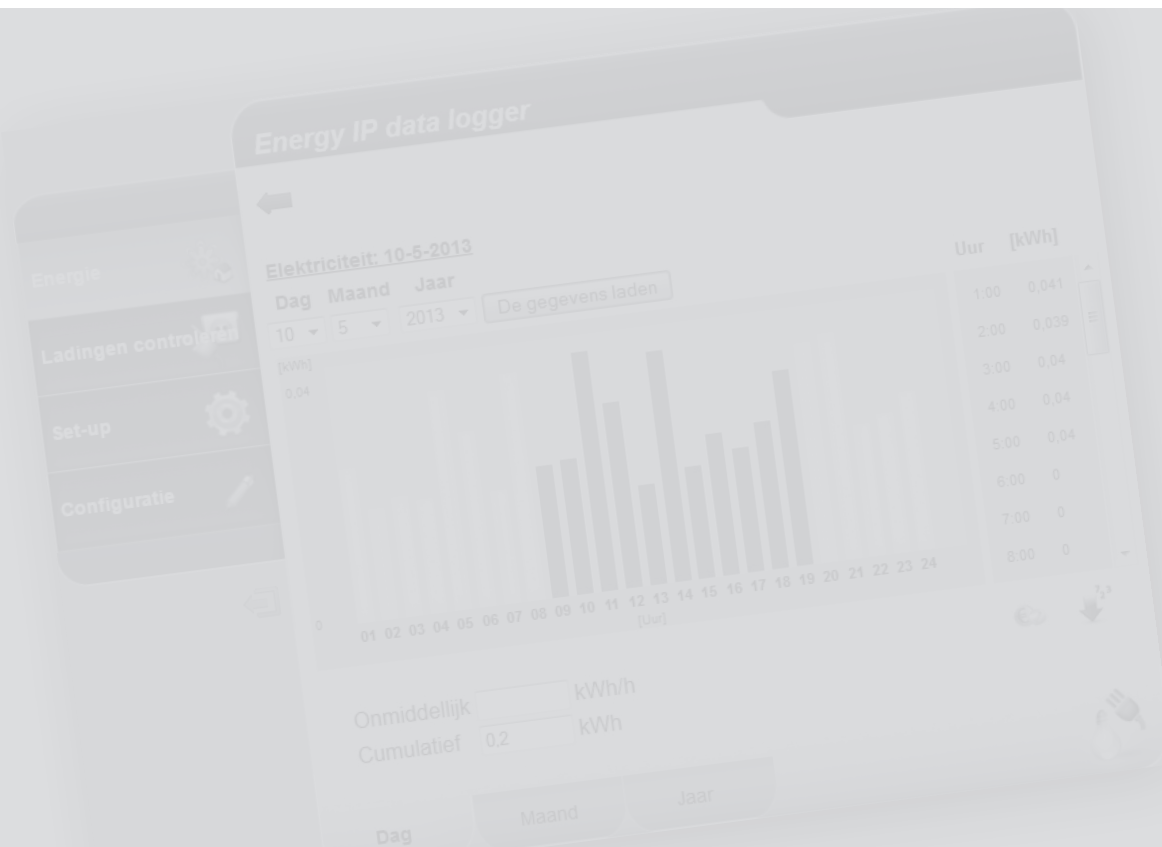 Energy IP data logger
Energie
Ladingen controleren
Set-up
Configuratie
Elektriciteit: 10-5-2013
Dag Maand Jaar
10 5 2013 De gegevens laden
[kWh]
0,04
0
01 02 03 04 05 06 07 08 09 10 11 12 13 14 15 16 17 18 19 20 21 22 23 24
[Uur]
Uur [kWh]
1:00 0,041
2:00 0,039
3:00 0,04
4:00 0,04
5:00 0,04
6:00 0
7:00 0
8:00 0
Onmiddellijk kWh/h
Cumulatief 0.2 kWh
Dag Maand Jaar